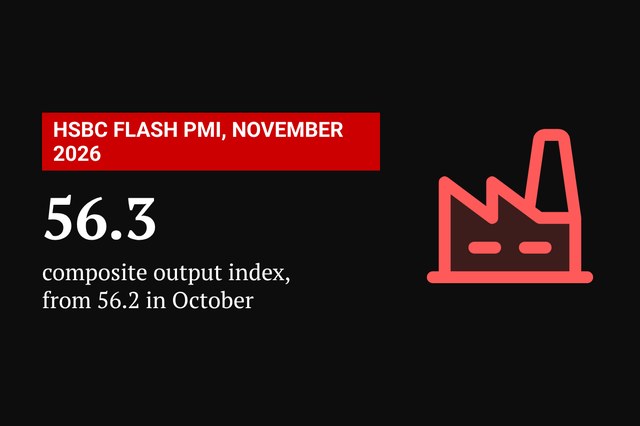 HSBC FLASH PMI, NOVEMBER
2026
56.3
composite output index,
from 56.2 in October